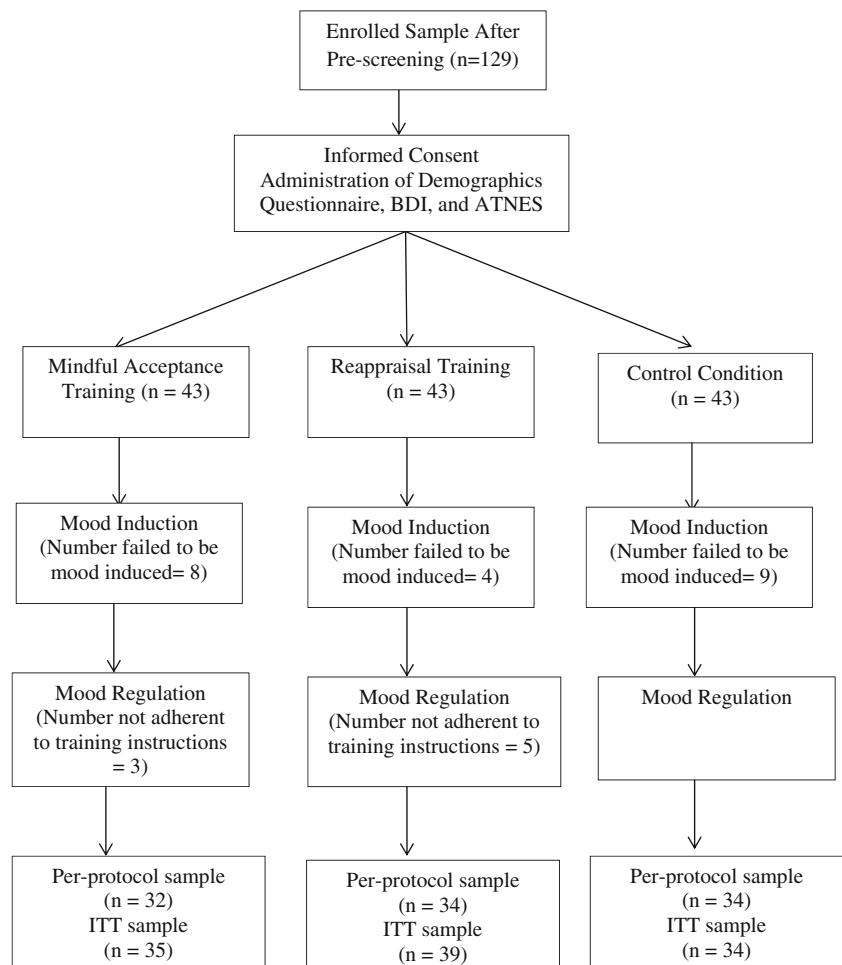 Enrolled Sample After
Pre-screening (n=129)
Informed Consent
Administration of Demographics
Questionnaire, BDI, and ATNES
Mindful Acceptance
Training (n = 43)
Reappraisal Training
(n = 43)
Control Condition
(n = 43)
Mood Induction
(Number failed to be
mood induced= 8)
Mood Induction
(Number failed to be
mood induced= 4)
Mood Induction
(Number failed to be
mood induced= 9)
Mood Regulation
(Number not adherent
to training instructions
= 3)
Mood Regulation
(Number not adherent to
training instructions = 5)
Mood Regulation
Per-protocol sample
(n = 32)
ITT sample
(n = 35)
Per-protocol sample
(n = 34)
ITT sample
(n = 39)
Per-protocol sample
(n = 34)
ITT sample
(n = 34)